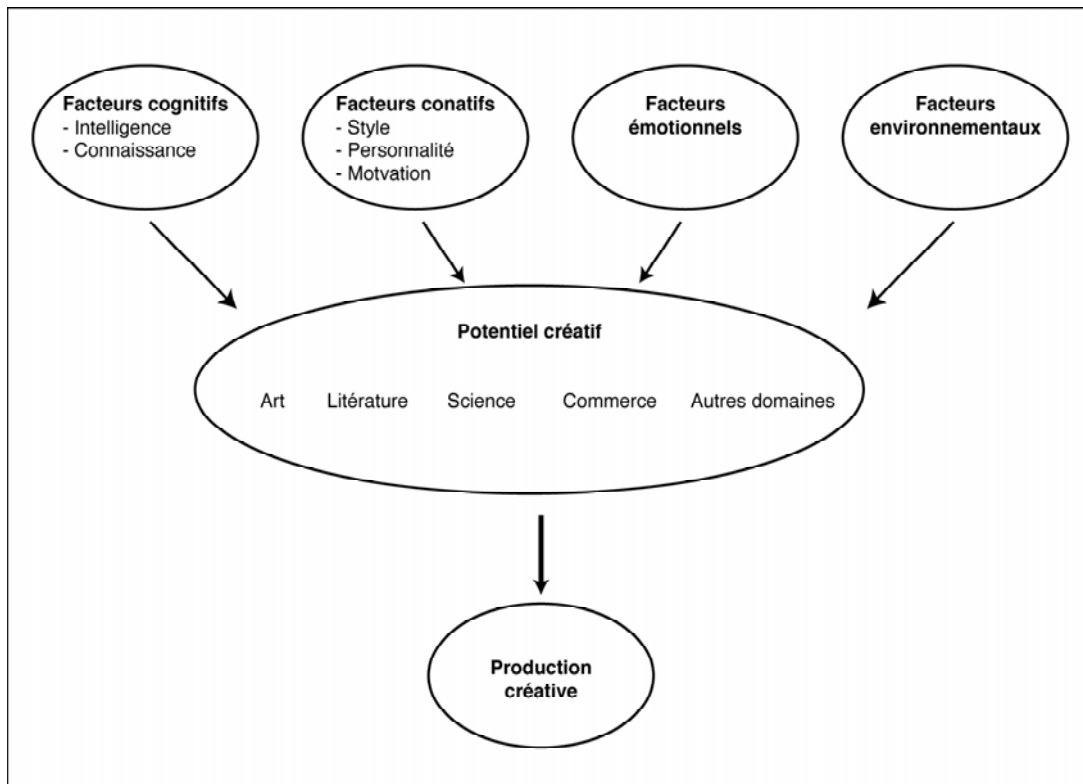 Facteurs cognitifs
- Intelligence
- Connaissance
Facteurs conatifs
- Style
- Personnalité
- Motvation
Facteurs
émotionnels
Facteurs
environnementaux
Potentiel créatif
Art
Litérature
Science
Commerce
Autres domaines
Production
créative